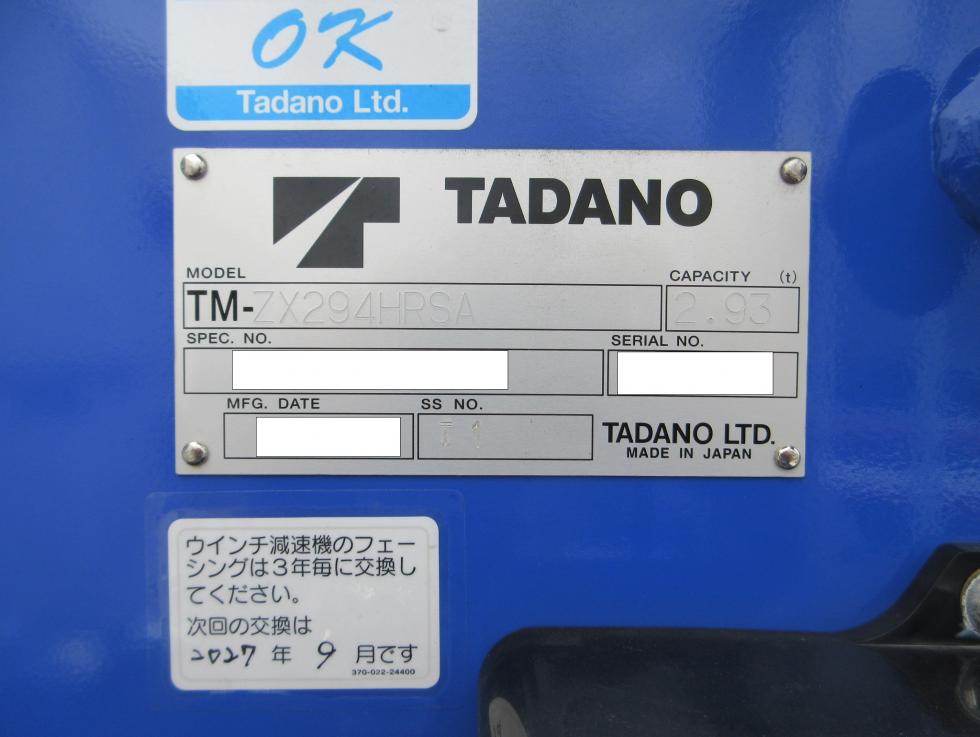 OK
Tadano Ltd.
TADANO
MODEL
CAPACITY (t)
TM-ZX294HRSA
2.93
SPEC. NO.
SERIAL NO.
MFG. DATE
SS NO.
1
TADANO LTD.
MADE IN JAPAN
ウインチ減速機のフェー
シングは3年毎に交換し
てください。
次回の交換は
2027 年 9 月です
370-022-24400